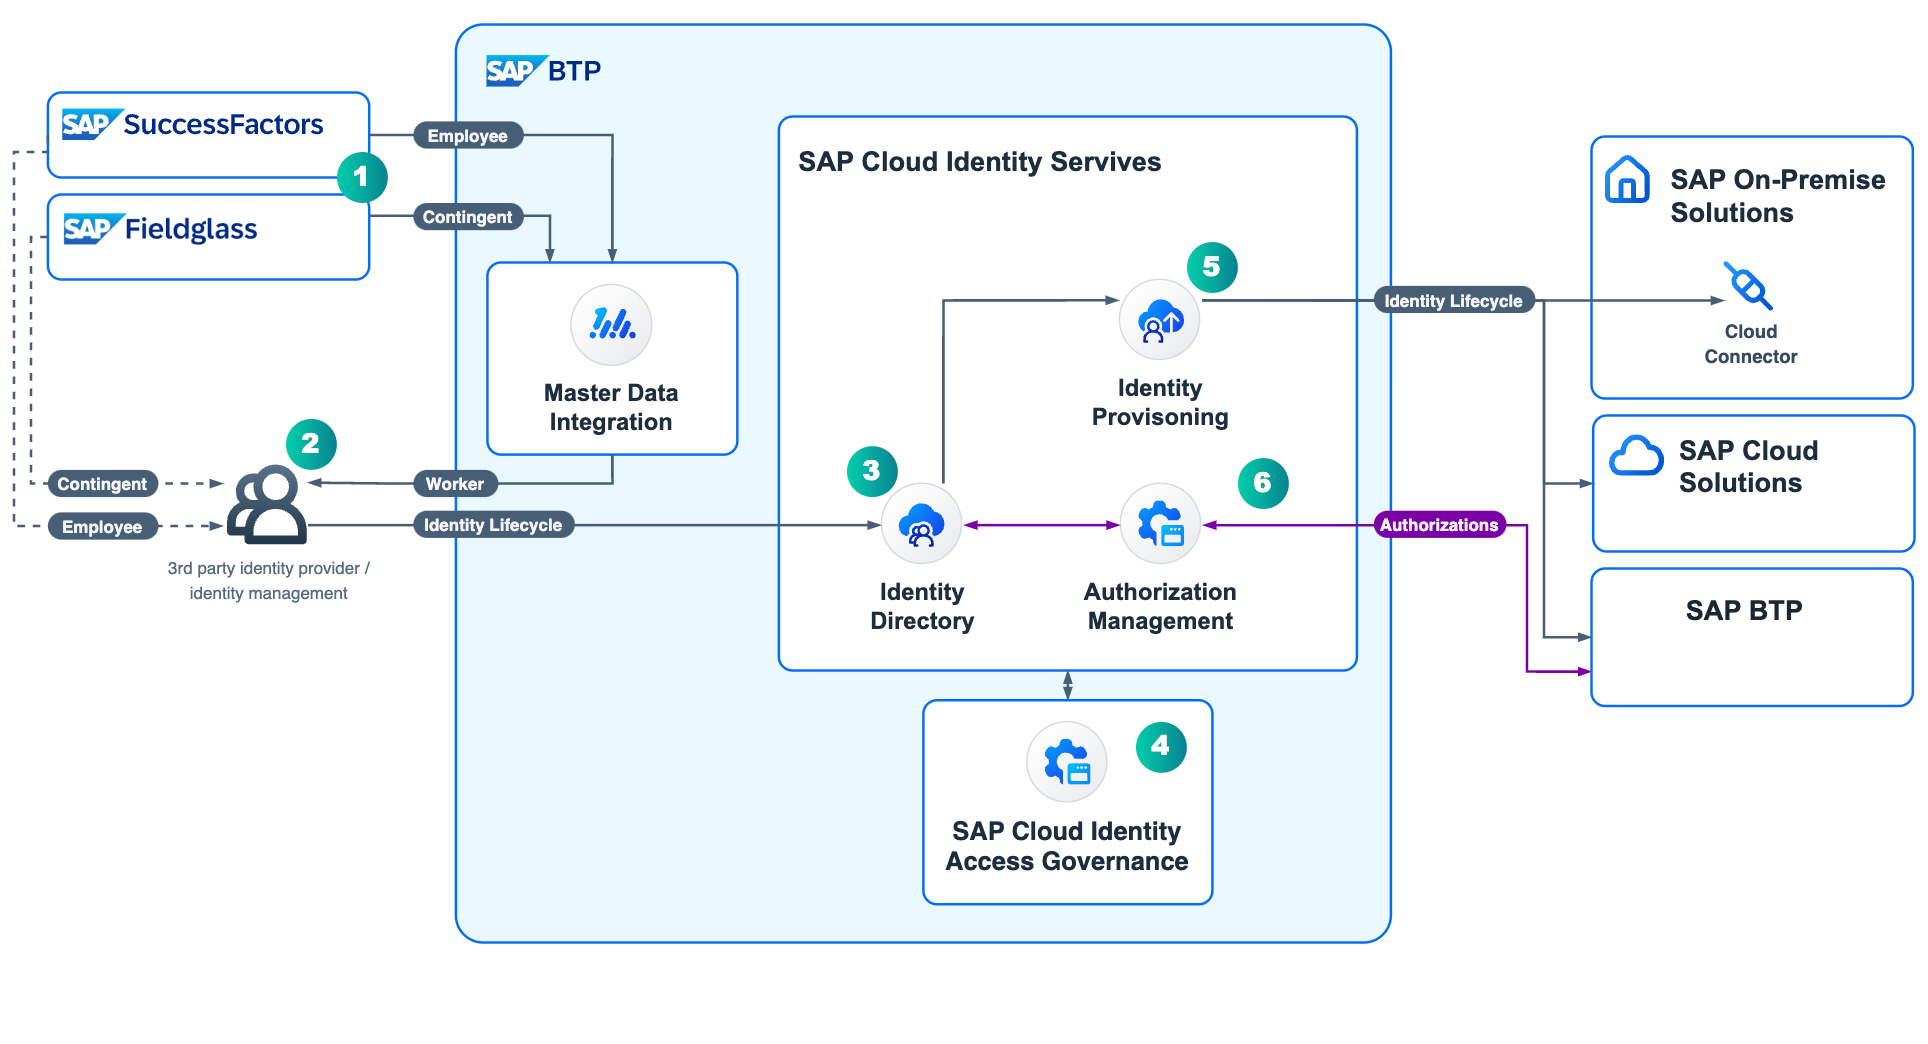 SAP BTP
SAP SuccessFactors
1
SAP Fieldglass
Employee
Contingent
Master Data
Integration
2
Contingent
Employee
Worker
Identity Lifecycle
3rd party identity provider /
identity management
SAP Cloud Identity Servives
5
Identity
Provisoning
3
Identity
Directory
6
Authorization
Management
4
SAP Cloud Identity
Access Governance
Identity Lifecycle
Authorizations
SAP On-Premise
Solutions
Cloud
Connector
SAP Cloud
Solutions
SAP BTP